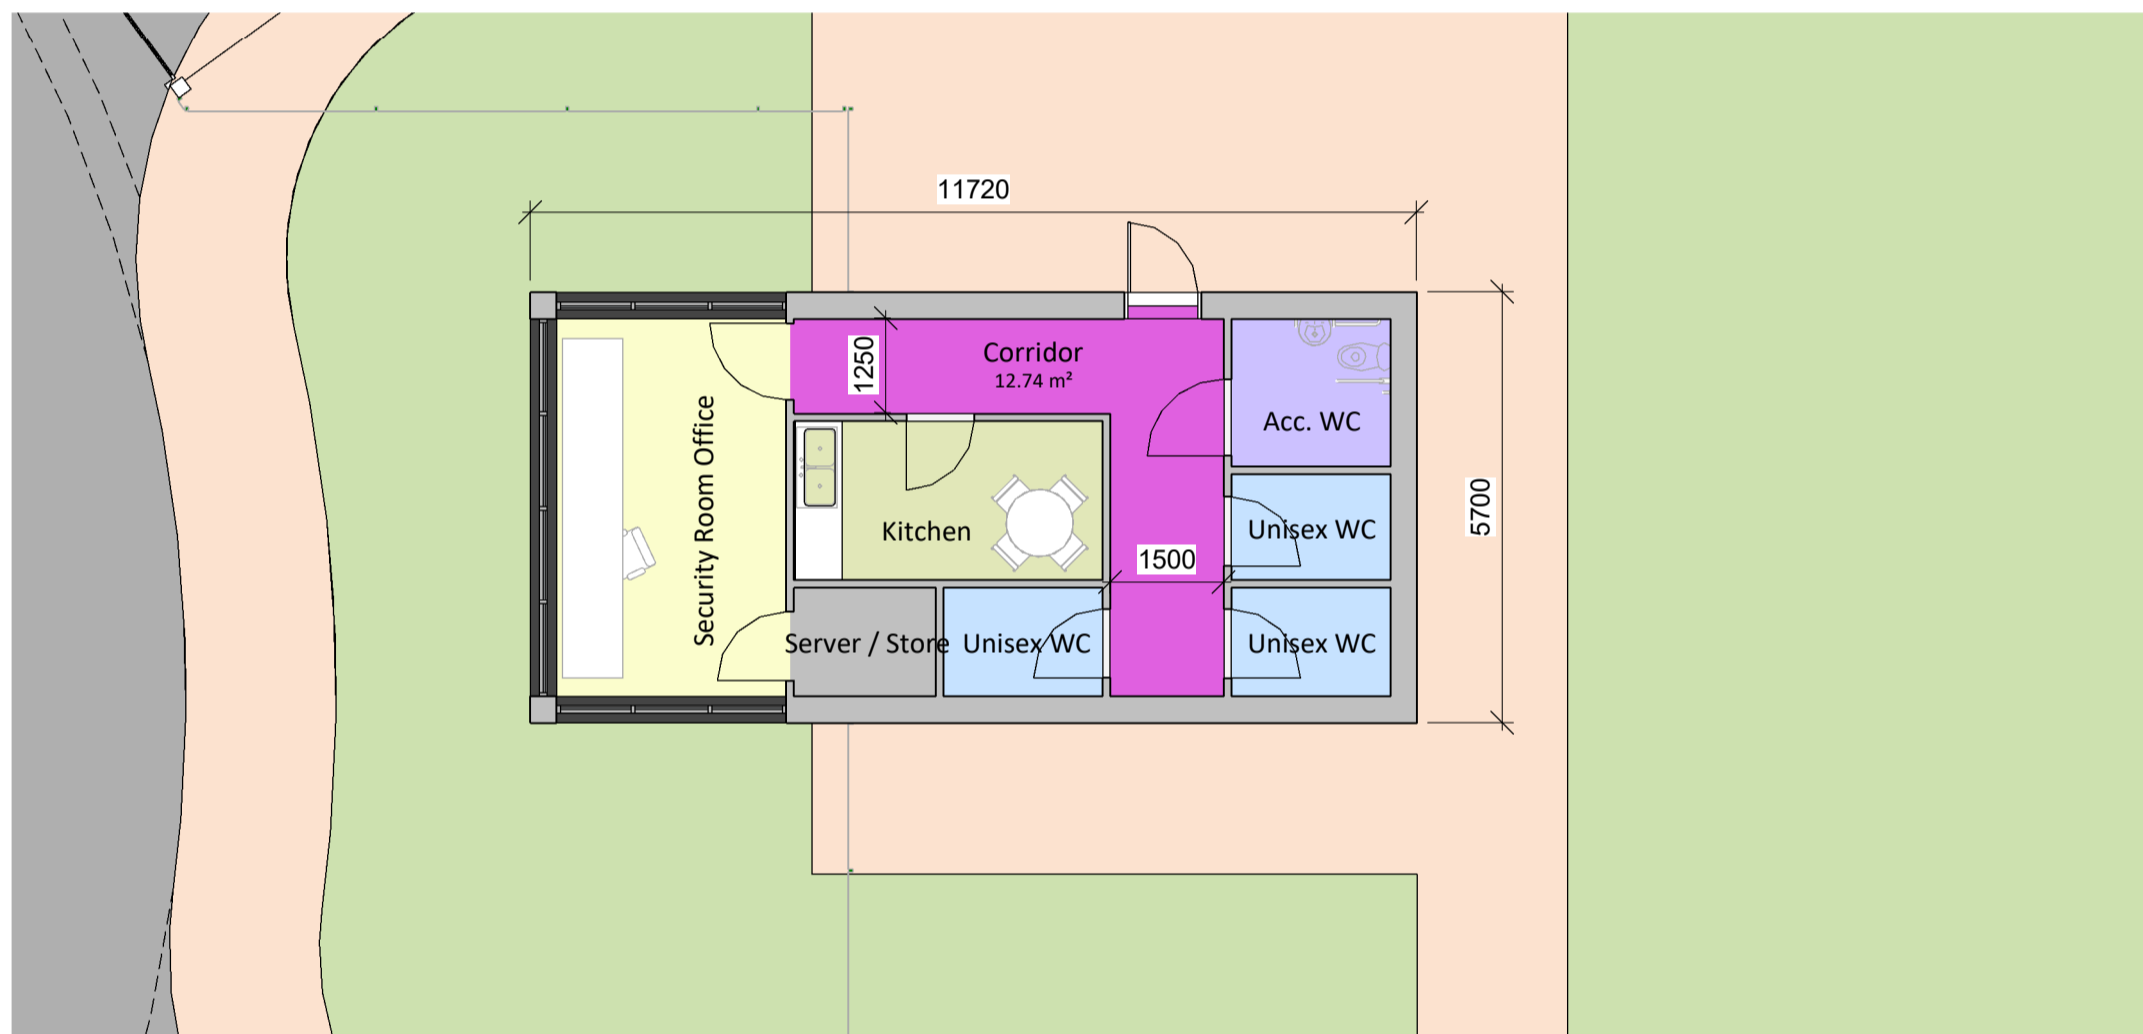 11720
1250
Corridor
12.74 m²
Acc. WC
Security Room Office
Kitchen
Unisex WC
5700
1500
Server / Store
Unisex WC
Unisex WC